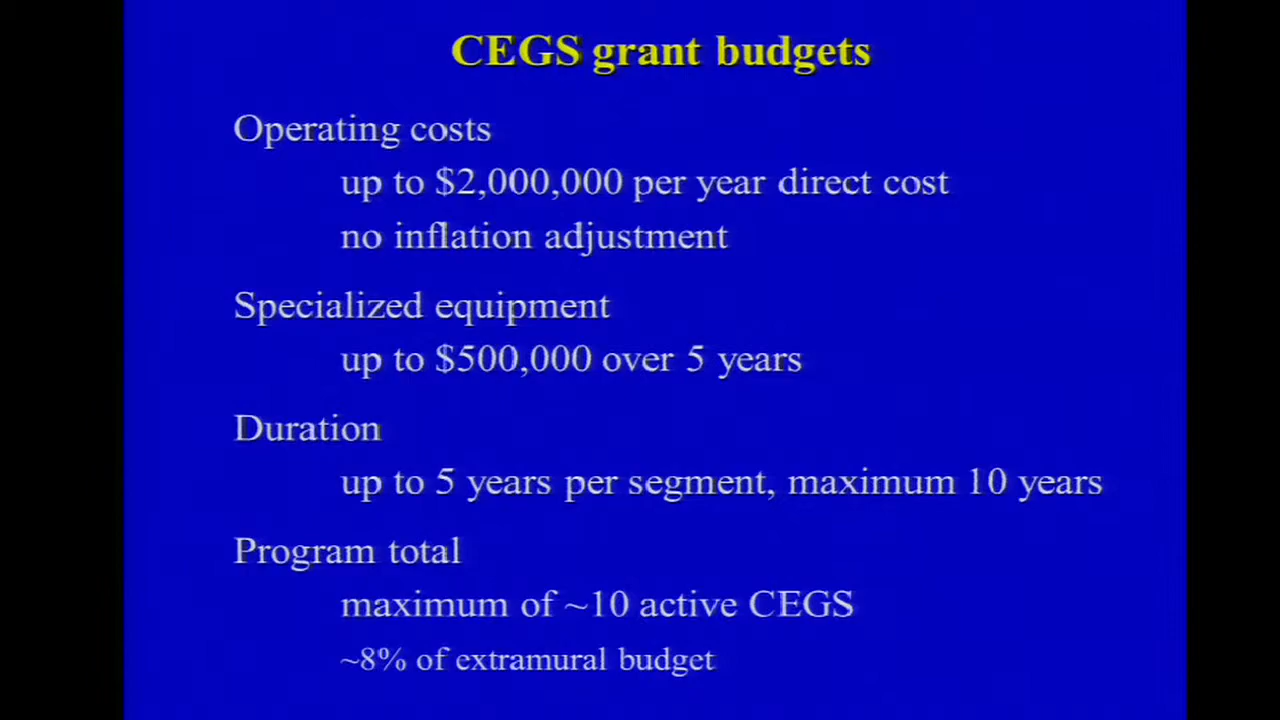 CEGS grant budgets
Operating costs
up to $2,000,000 per year direct cost
no inflation adjustment
Specialized equipment
up to $500,000 over 5 years
Duration
up to 5 years per segment, maximum 10 years
Program total
maximum of ~10 active CEGS
~8% of extramural budget